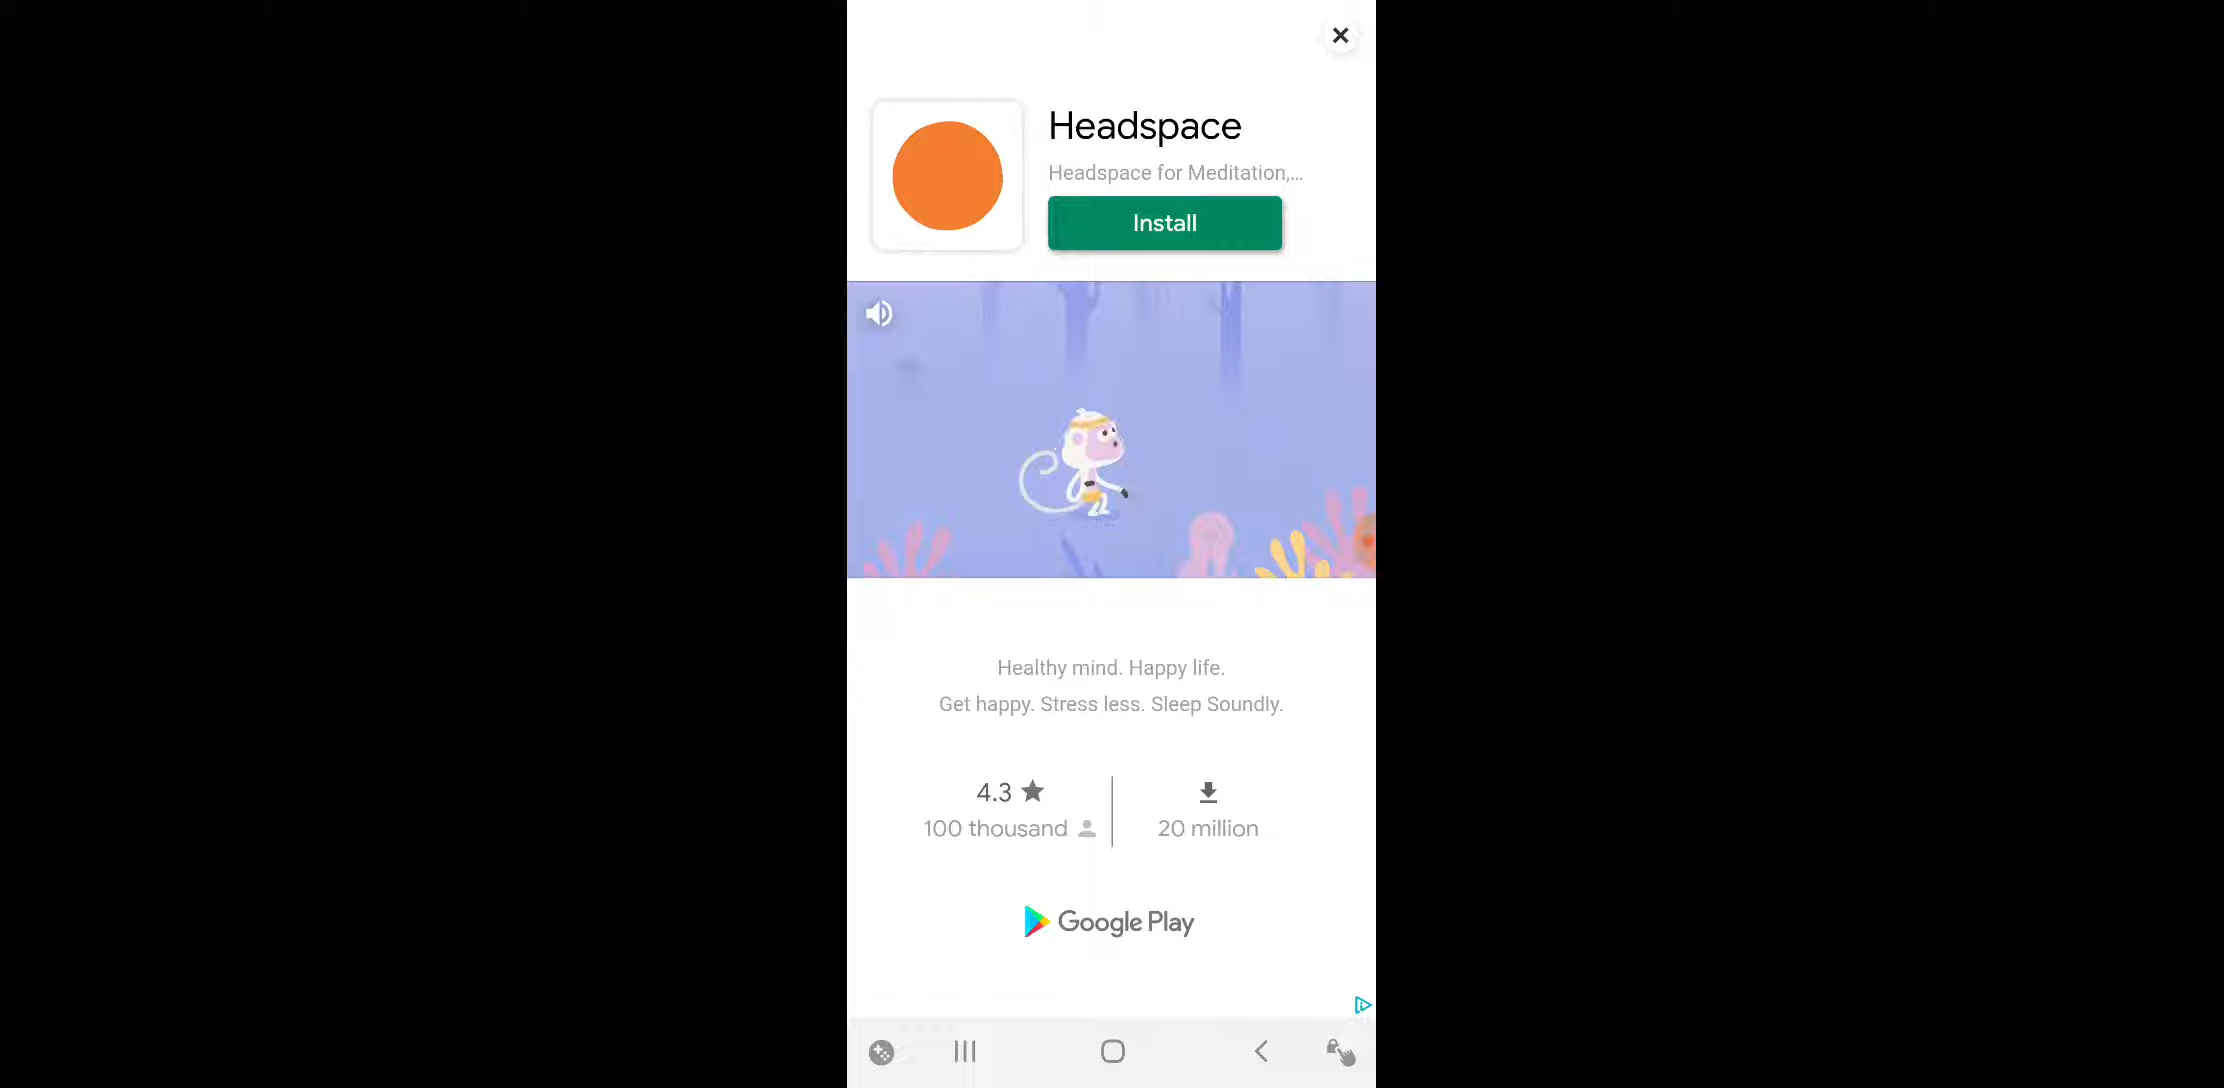 Headspace
Headspace for Meditation,...
Install
Healthy mind. Happy life.
Get happy. Stress less. Sleep Soundly.
4.3
100 thousand
20 million
Google Play